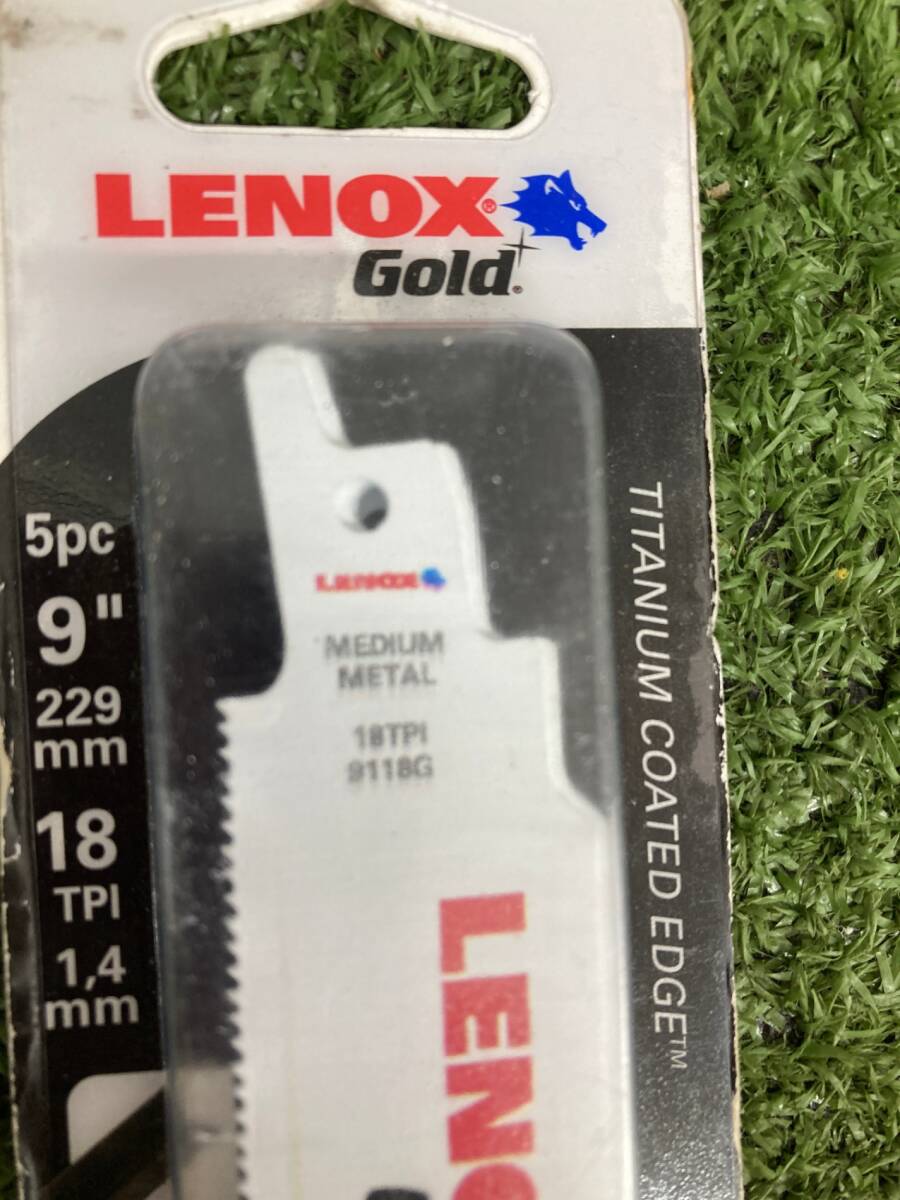 LENOX®
Gold®
5pc
9"
229
mm
18
TPI
1,4
mm
LENOX
MEDIUM
METAL
18TPI
9118G
LENO
TITANIUM COATED EDGE™